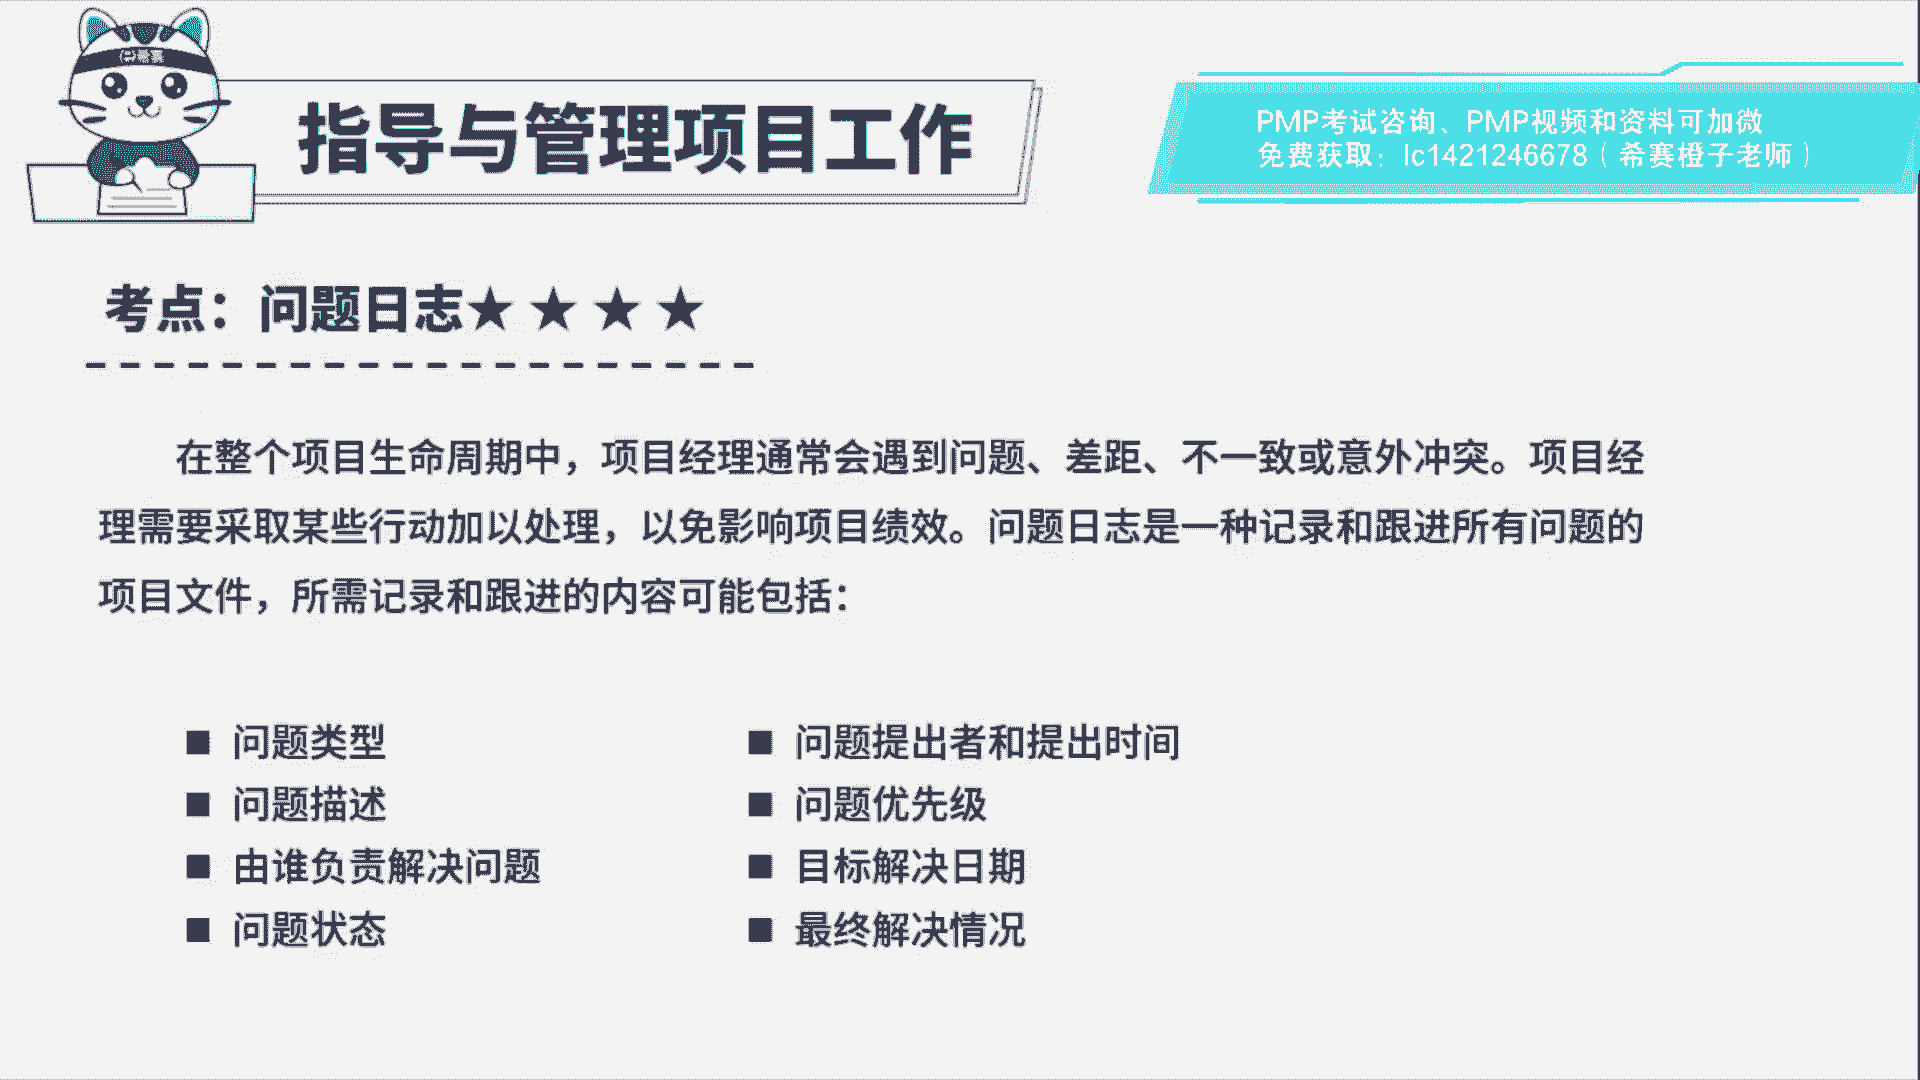 希赛
指导与管理项目工作
PMP考试咨询、PMP视频和资料可加微
免费获取：lc1421246678（希赛橙子老师）
考点：问题日志★ ★ ★ ★
在整个项目生命周期中，项目经理通常会遇到问题、差距、不一致或意外冲突。项目经
理需要采取某些行动加以处理，以免影响项目绩效。问题日志是一种记录和跟进所有问题的
项目文件，所需记录和跟进的内容可能包括：
■ 问题类型
■ 问题描述
■ 由谁负责解决问题
■ 问题状态
■ 问题提出者和提出时间
■ 问题优先级
■ 目标解决日期
■ 最终解决情况